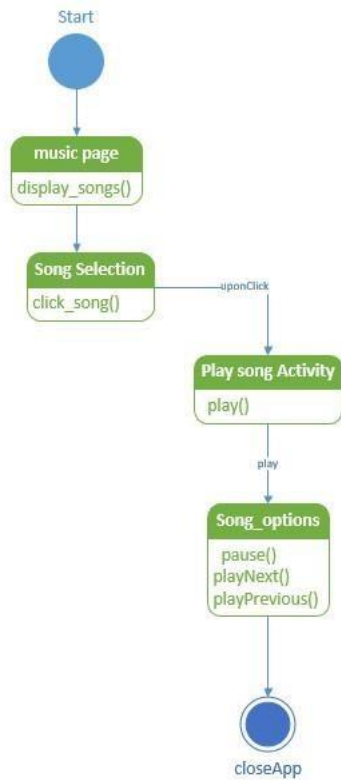 Start
music page
display_songs()
Song Selection
click_song()
uponClick
Play song Activity
play()
play
Song_options
pause()
playNext()
playPrevious()
closeApp